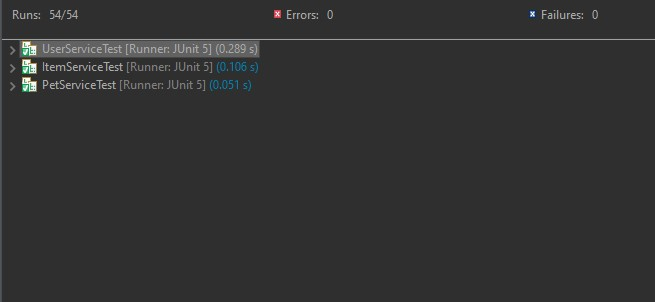 Runs: 54/54 Errors: 0 Failures: 0
UserServiceTest [Runner: JUnit 5] (0.289 s)
ItemServiceTest [Runner: JUnit 5] (0.106 s)
PetServiceTest [Runner: JUnit 5] (0.051 s)